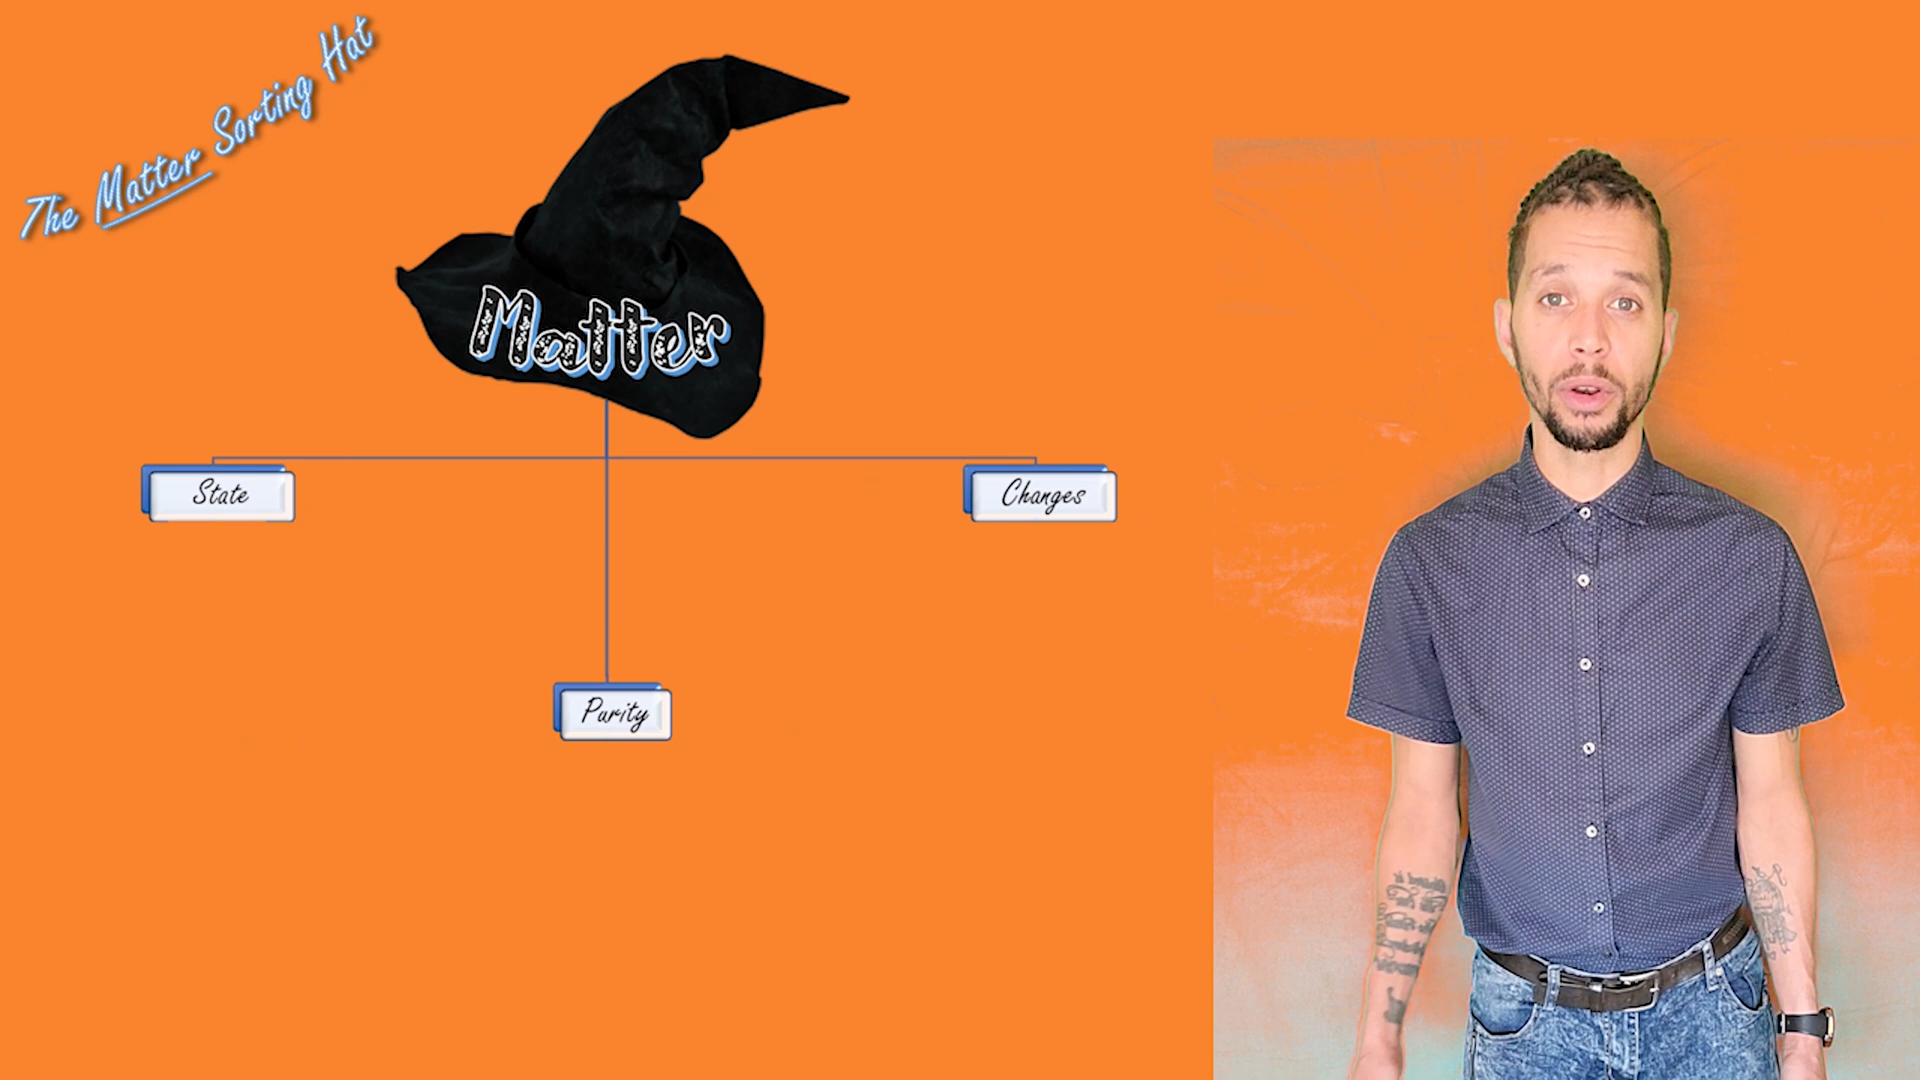 The Matter Sorting Hat
Matter
State
Changes
Purity